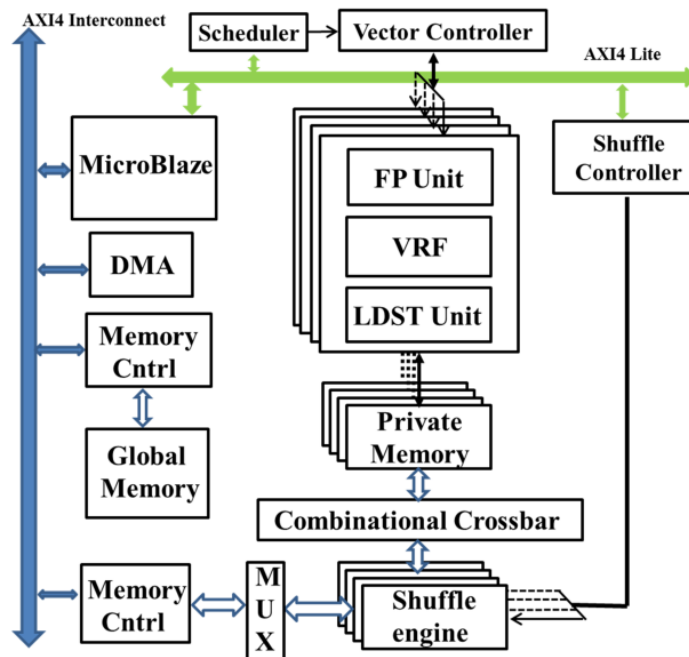 AXI4 Interconnect
Scheduler
Vector Controller
AXI4 Lite
MicroBlaze
FP Unit
Shuffle
Controller
VRF
DMA
LDST Unit
Memory
Cntrl
Private
Memory
Global
Memory
Combinational Crossbar
Memory
Cntrl
M
U
X
Shuffle
engine